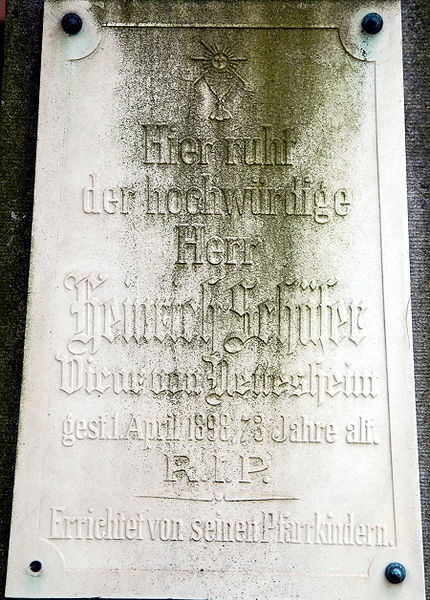 Hier ruht
der hochwürdige
Herr
Heinrich Schäfer
Vicar von Nettesheim
gest. 1. April 1898, 73 Jahre alt.
R.I.P.
Errichtet von seinen Pfarrkindern.